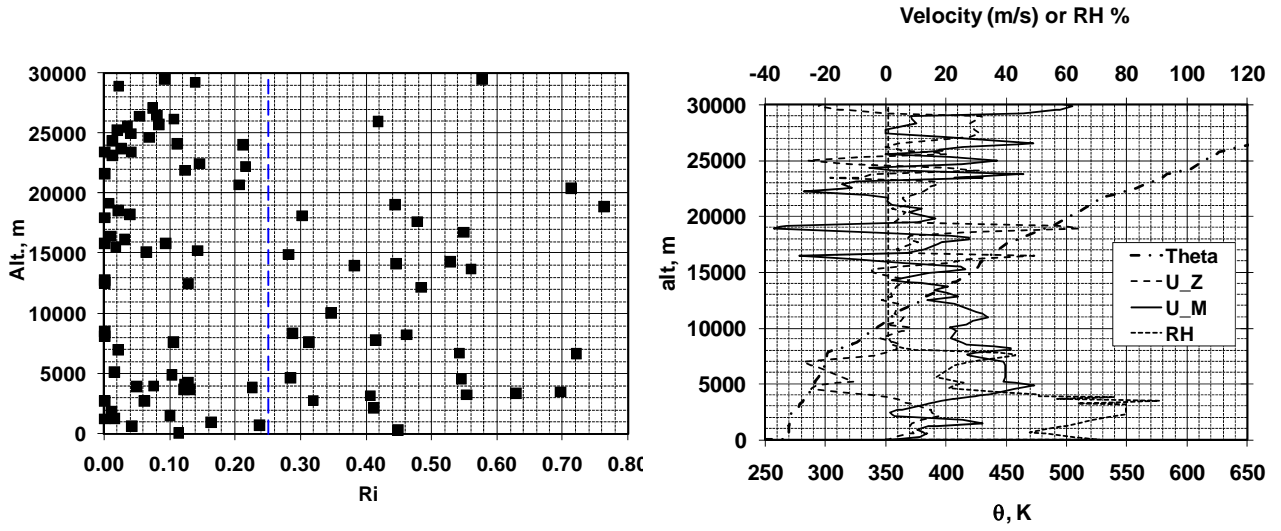 Velocity (m/s) or RH %
30000
25000
20000
15000
10000
5000
0
Alt., m
0.00 0.10 0.20 0.30 0.40 0.50 0.60 0.70 0.80
Ri
-40 -20 0 20 40 60 80 100 120
30000
25000
20000
15000
10000
5000
0
alt, m
Theta
U_Z
U_M
RH
250 300 350 400 450 500 550 600 650
θ, K